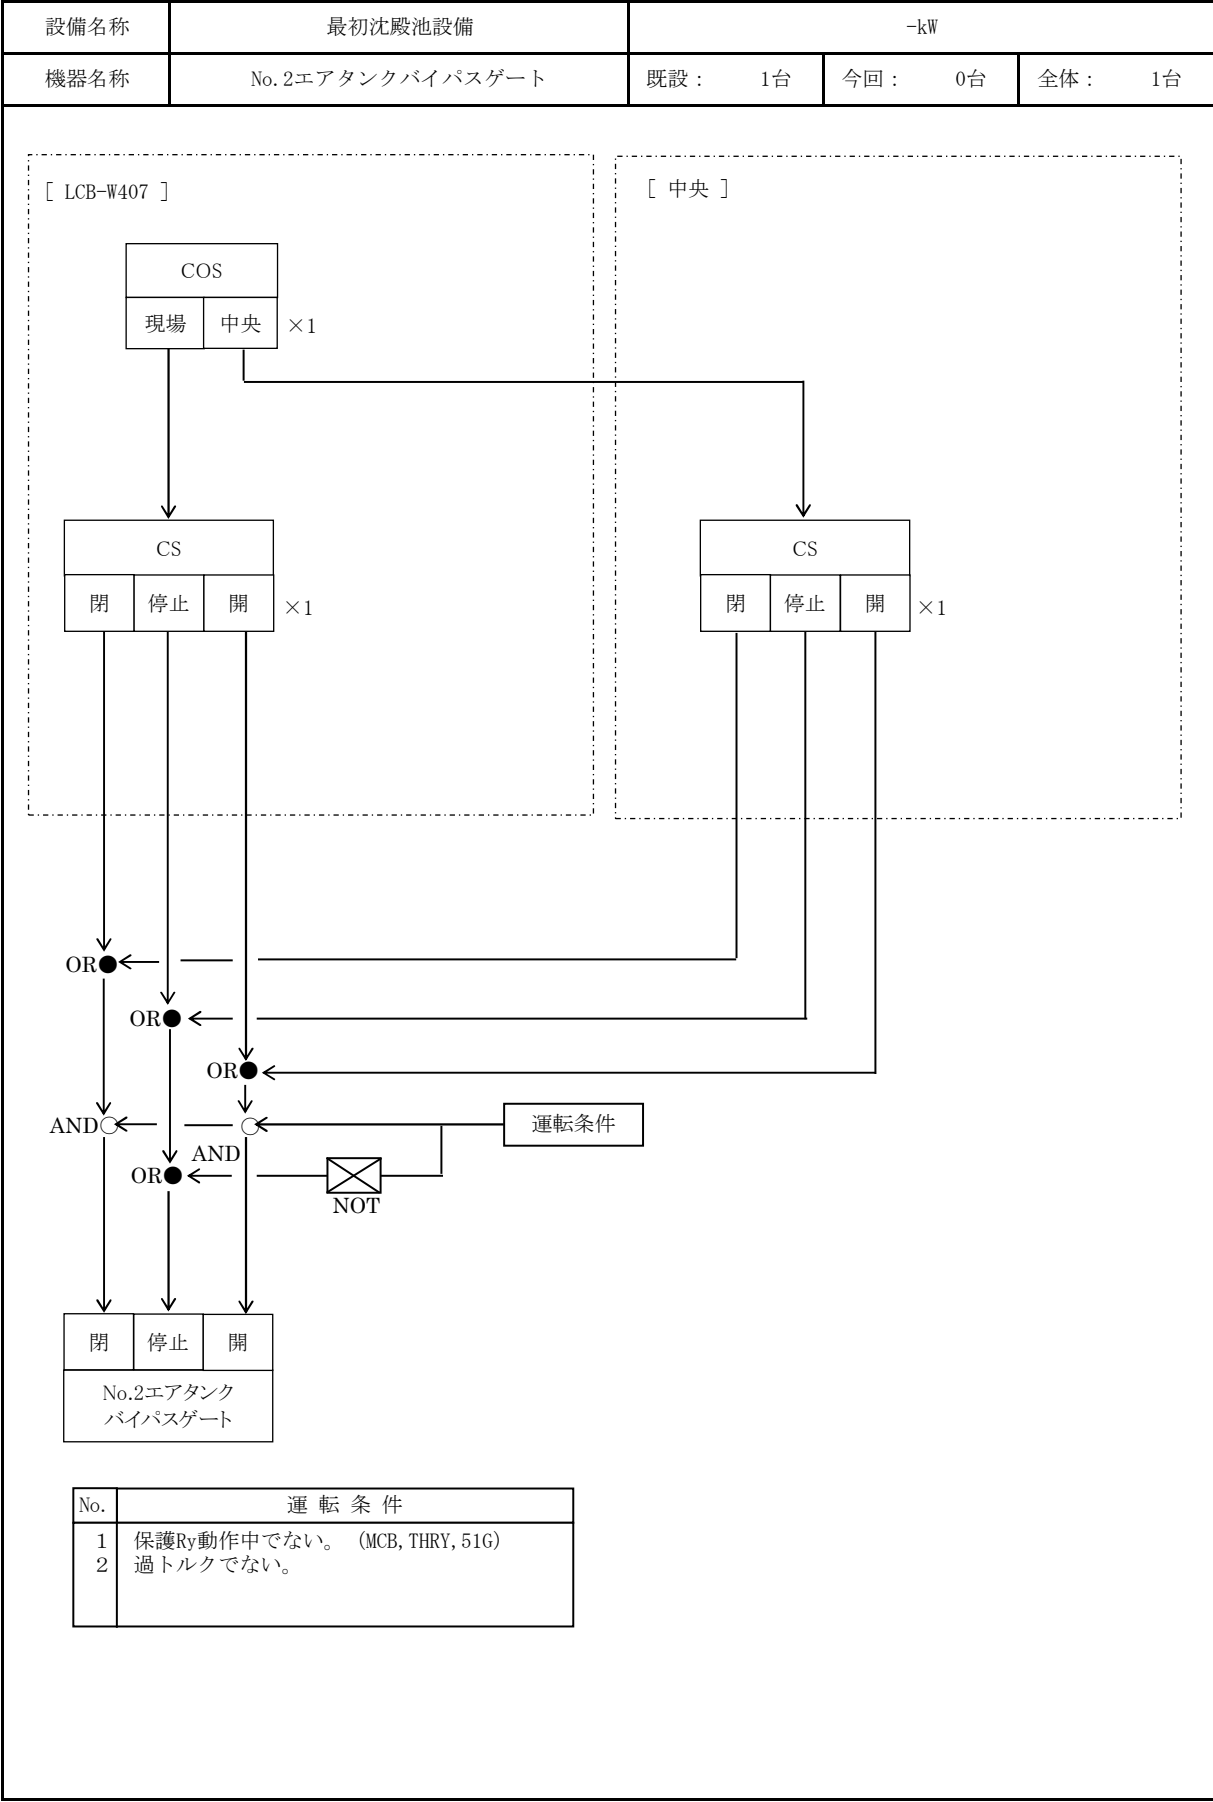 設備名称 最初沈殿池設備 -kW
機器名称 No.2エアタンクバイパスゲート 既設： 1台 今回： 0台 全体： 1台
[ LCB-W407 ] [ 中央 ]
COS
現場 中央 ×1
CS CS
閉 停止 開 ×1 閉 停止 開 ×1
OR
OR
OR
AND 運転条件
AND
OR
NOT
閉 停止 開
No.2エアタンク
バイパスゲート
No. 運 転 条 件
1 保護Ry動作中でない。 (MCB,THRY,51G)
2 過トルクでない。